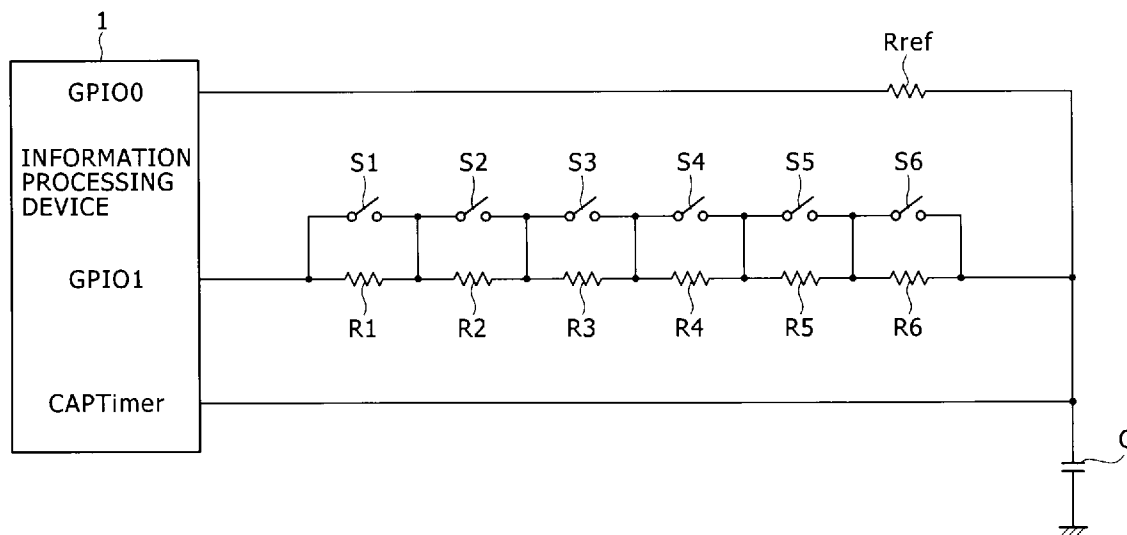 1
Rref
GPIO0
INFORMATION
PROCESSING
DEVICE
S1 S2 S3 S4 S5 S6
GPIO1
R1 R2 R3 R4 R5 R6
CAPTimer